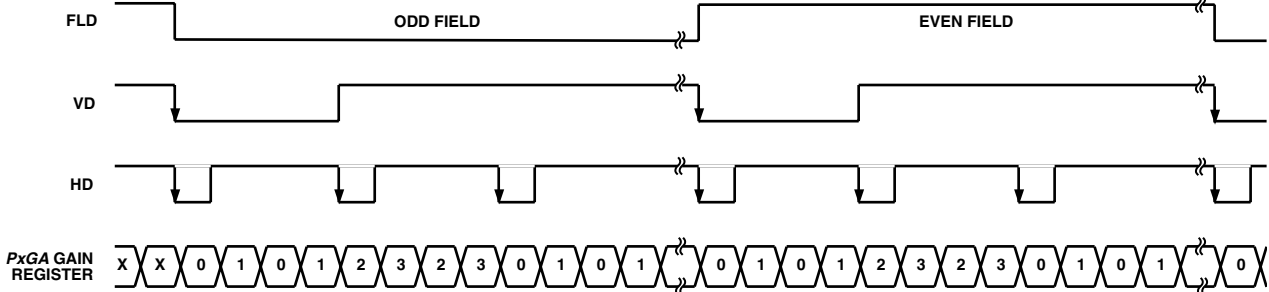 FLD
ODD FIELD
EVEN FIELD
VD
HD
PxGA GAIN
REGISTER
X X 0 1 0 1 2 3 2 3 0 1 0 1 0 1 0 1 2 3 2 3 0 1 0 1 0